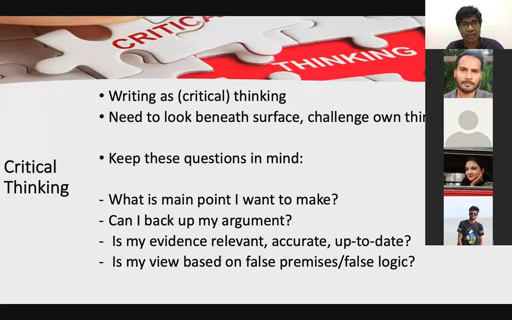 CRITICAL
THINKING
Critical
Thinking
• Writing as (critical) thinking
• Need to look beneath surface, challenge own
• Keep these questions in mind:
- What is main point I want to make?
- Can I back up my argument?
- Is my evidence relevant, accurate, up-to-date?
- Is my view based on false premises/false logic?